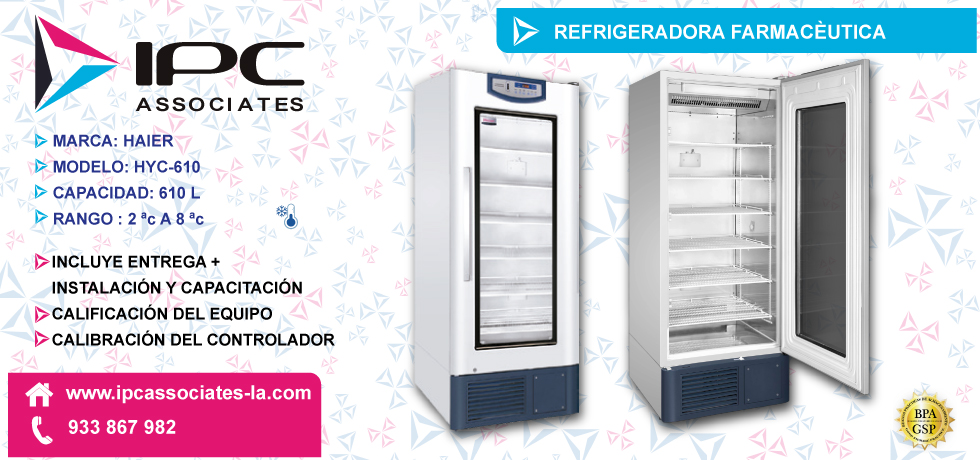 IPC
ASSOCIATES
REFRIGERADORA FARMACÈUTICA
MARCA: HAIER
MODELO: HYC-610
CAPACIDAD: 610 L
RANGO : 2 ªc A 8 ªc
INCLUYE ENTREGA +
INSTALACIÓN Y CAPACITACIÓN
CALIFICACIÓN DEL EQUIPO
CALIBRACIÓN DEL CONTROLADOR
www.ipcassociates-la.com
933 867 982
BPA
GSP